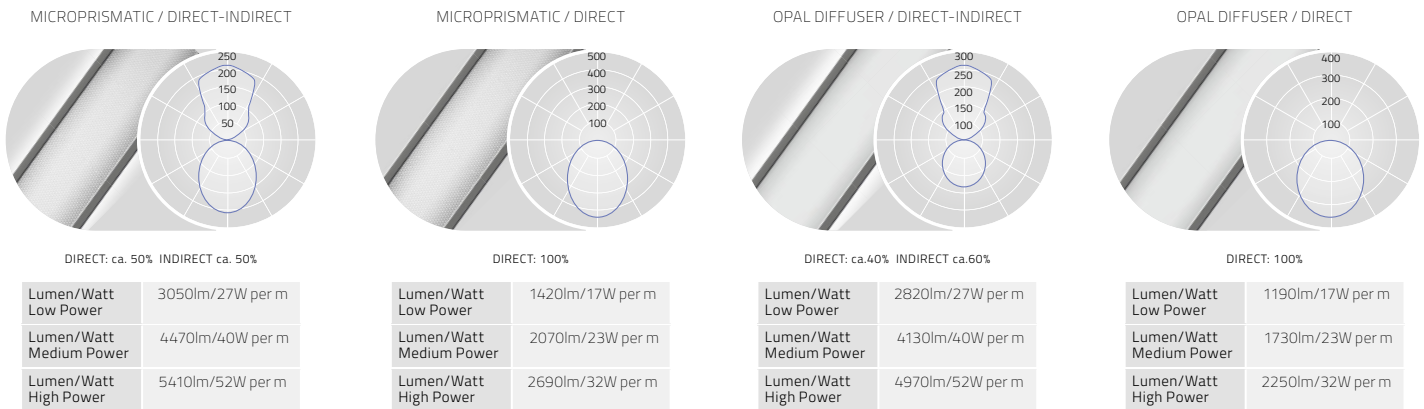 MICROPRISMATIC / DIRECT-INDIRECT
250
200
150
100
50
DIRECT: ca. 50% INDIRECT ca. 50%
Lumen/Watt
Low Power
3050lm/27W per m
Lumen/Watt
Medium Power
4470lm/40W per m
Lumen/Watt
High Power
5410lm/52W per m
MICROPRISMATIC / DIRECT
500
400
300
200
100
DIRECT: 100%
Lumen/Watt
Low Power
1420lm/17W per m
Lumen/Watt
Medium Power
2070lm/23W per m
Lumen/Watt
High Power
2690lm/32W per m
OPAL DIFFUSER / DIRECT-INDIRECT
300
250
200
150
100
DIRECT: ca.40% INDIRECT ca.60%
Lumen/Watt
Low Power
2820lm/27W per m
Lumen/Watt
Medium Power
4130lm/40W per m
Lumen/Watt
High Power
4970lm/52W per m
OPAL DIFFUSER / DIRECT
400
300
200
100
DIRECT: 100%
Lumen/Watt
Low Power
1190lm/17W per m
Lumen/Watt
Medium Power
1730lm/23W per m
Lumen/Watt
High Power
2250lm/32W per m